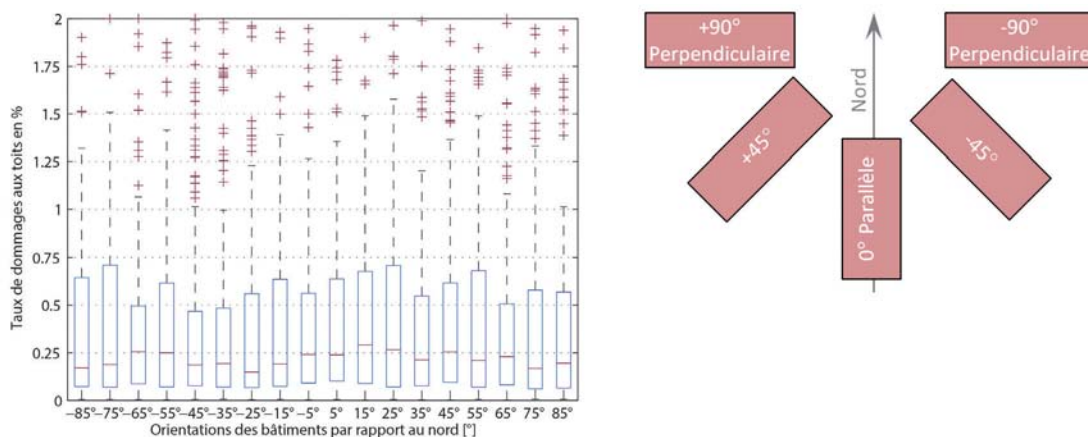 Taux de dommages aux toits en %
2
1.75
1.5
1.25
1
0.75
0.5
0.25
0
−85° −75° −65° −55° −45° −35° −25° −15° −5° 5° 15° 25° 35° 45° 55° 65° 75° 85°
Orientations des bâtiments par rapport au nord [°]
+90°
Perpendiculaire
-90°
Perpendiculaire
Nord
+45°
-45°
0° Parallèle